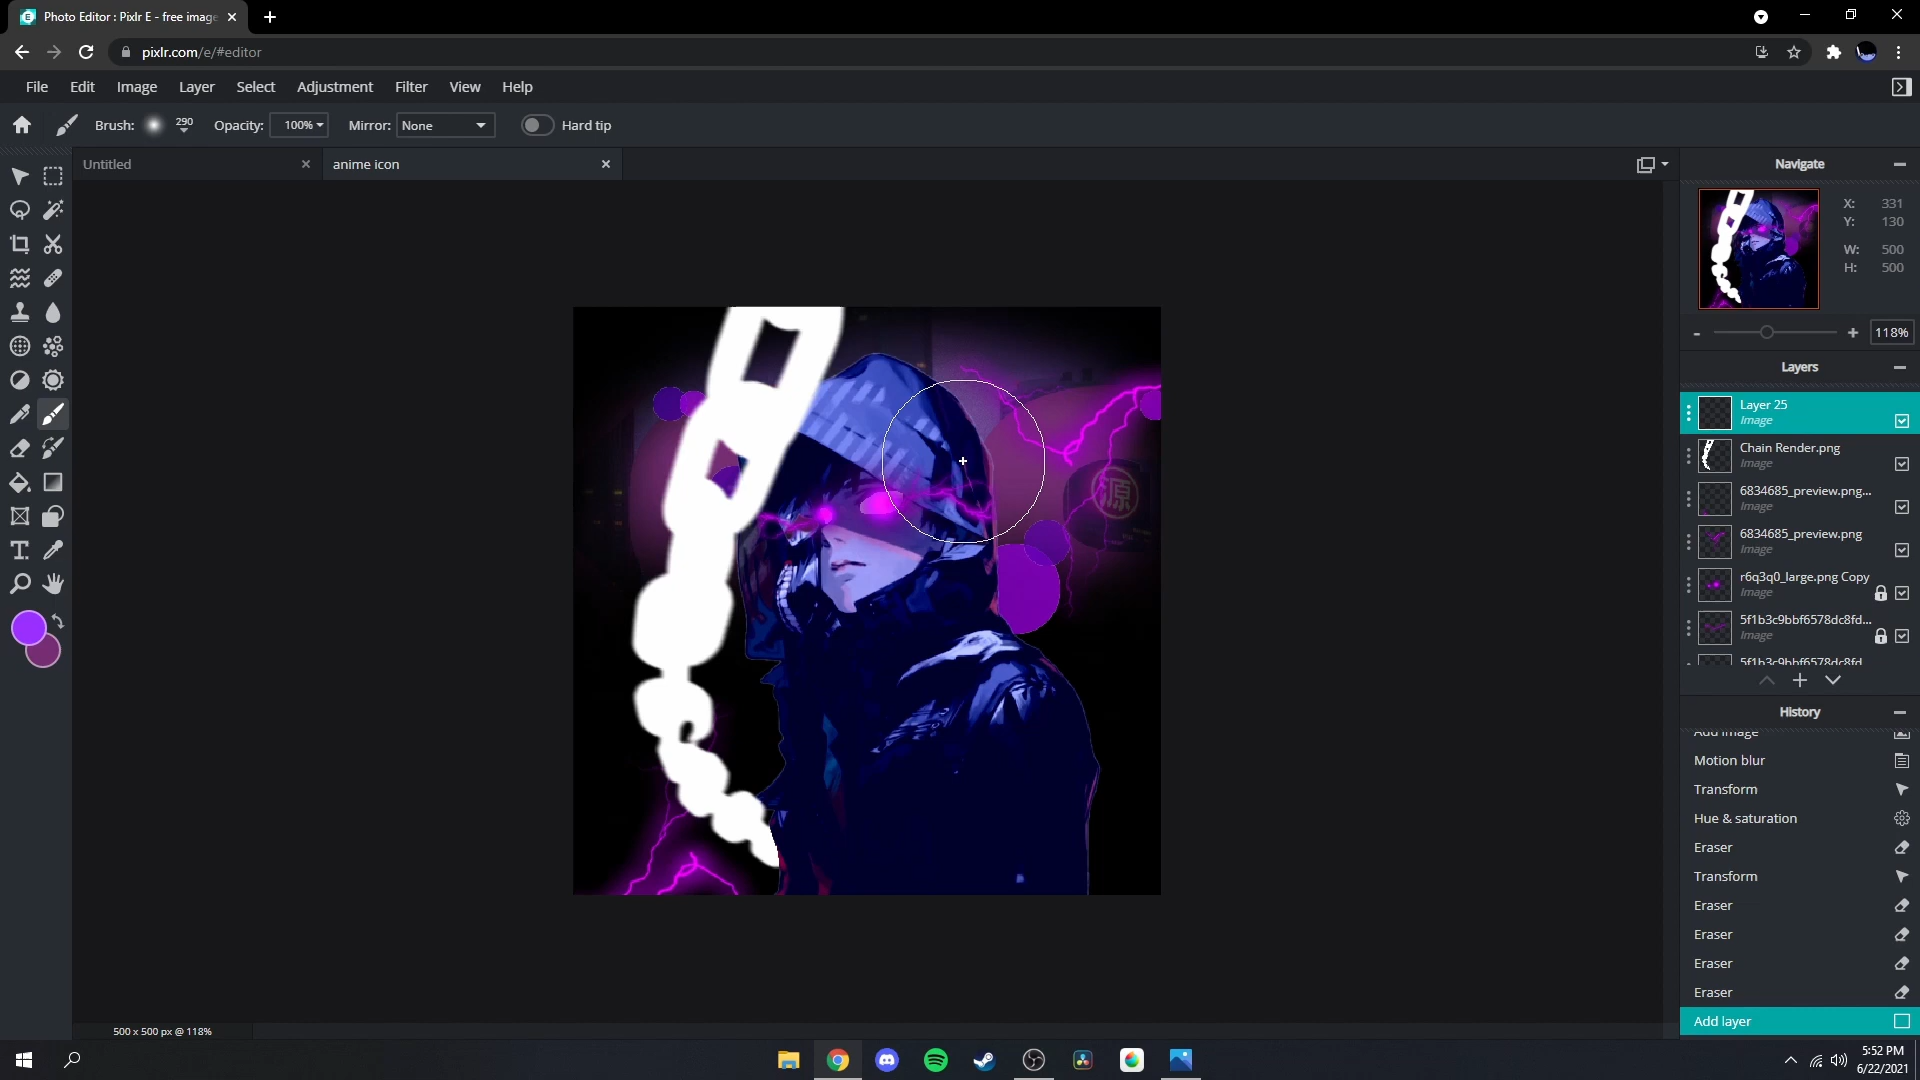 Photo Editor : Pixlr E - free image
pixlr.com/e/#editor
File Edit Image Layer Select Adjustment Filter View Help
Brush: 290 Opacity: 100% Mirror: None Hard tip
Untitled
anime icon
Navigate
X: 331
Y: 130
W: 500
H: 500
- + 118%
Layers
Layer 25
Image
Chain Render.png
Image
6834685_preview.png...
Image
6834685_preview.png
Image
r6q3q0_large.png Copy
Image
5f1b3c9bbf6578dc8fd...
Image
5f1b3c9bbf6578dc8fd
History
Add image
Motion blur
Transform
Hue & saturation
Eraser
Transform
Eraser
Eraser
Eraser
Eraser
Add layer
源
500 x 500 px @ 118%
5:52 PM
6/22/2021